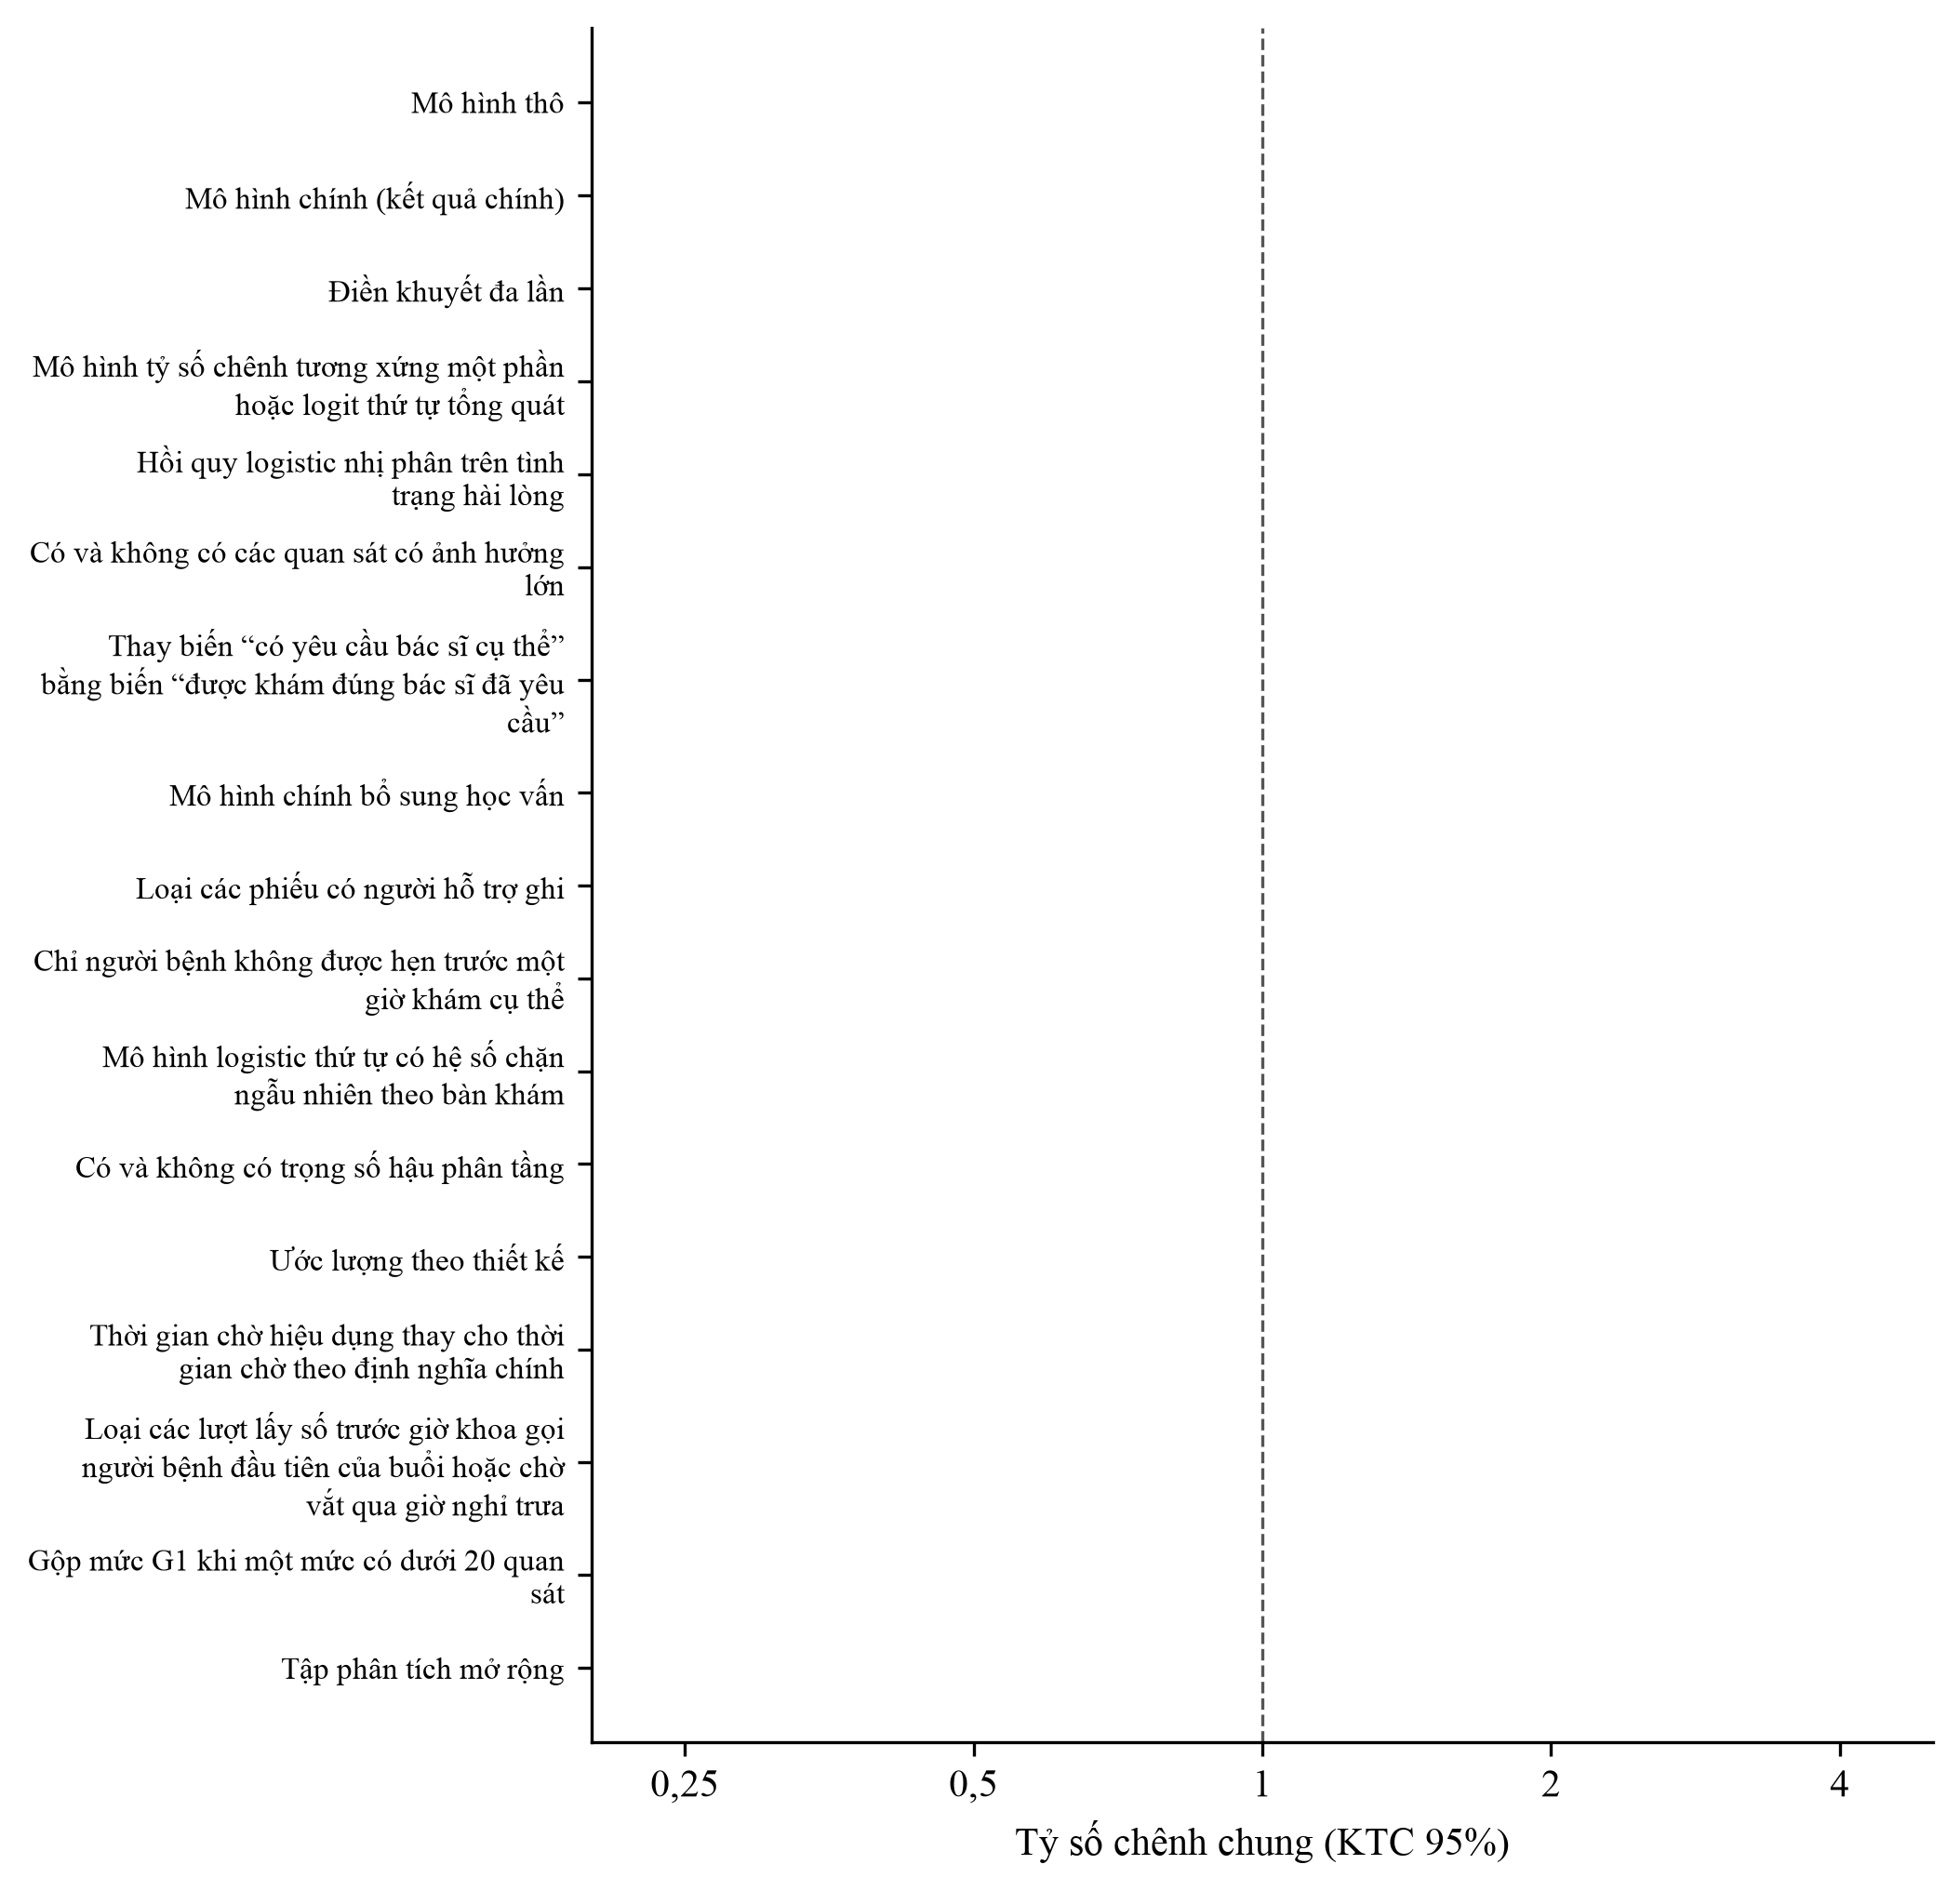 Mô hình thô
Mô hình chính (kết quả chính)
Điền khuyết đa lần
Mô hình tỷ số chênh tương xứng một phần
hoặc logit thứ tự tổng quát
Hồi quy logistic nhị phân trên tình
trạng hài lòng
Có và không có các quan sát có ảnh hưởng
lớn
Thay biến “có yêu cầu bác sĩ cụ thể”
bằng biến “được khám đúng bác sĩ đã yêu
cầu”
Mô hình chính bổ sung học vấn
Loại các phiếu có người hỗ trợ ghi
Chỉ người bệnh không được hẹn trước một
giờ khám cụ thể
Mô hình logistic thứ tự có hệ số chặn
ngẫu nhiên theo bàn khám
Có và không có trọng số hậu phân tầng
Ước lượng theo thiết kế
Thời gian chờ hiệu dụng thay cho thời
gian chờ theo định nghĩa chính
Loại các lượt lấy số trước giờ khoa gọi
người bệnh đầu tiên của buổi hoặc chờ
vắt qua giờ nghỉ trưa
Gộp mức G1 khi một mức có dưới 20 quan
sát
Tập phân tích mở rộng
0,25 0,5 1 2 4
Tỷ số chênh chung (KTC 95%)